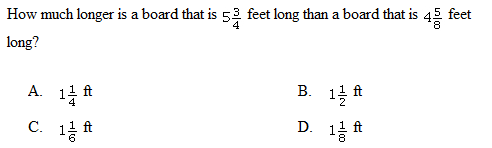 How much longer is a board that is 5 3/4 feet long than a board that is 4 5/8 feet
long?
A. 1 1/4 ft
B. 1 1/2 ft
C. 1 1/6 ft
D. 1 1/8 ft